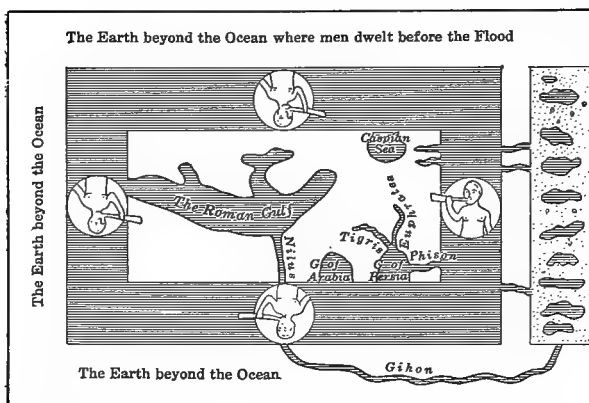 The Earth beyond the Ocean where men dwelt before the Flood
The Earth beyond the Ocean
Caspian
Sea
The Roman Gulf
Nilus
Tigris
Euphrates
Phison
G. of
Arabia
G. of
Persia
Gihon
The Earth beyond the Ocean